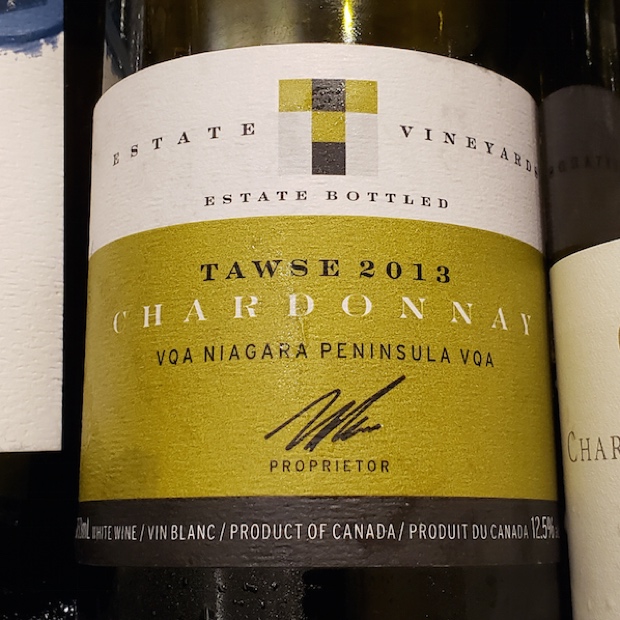 ESTATE VINEYARDS
ESTATE BOTTLED
TAWSE 2013
CHARDONNAY
VQA NIAGARA PENINSULA VQA
PROPRIETOR
WHITE WINE / VIN BLANC / PRODUCT OF CANADA / PRODUIT DU CANADA 12.5%
CHAR